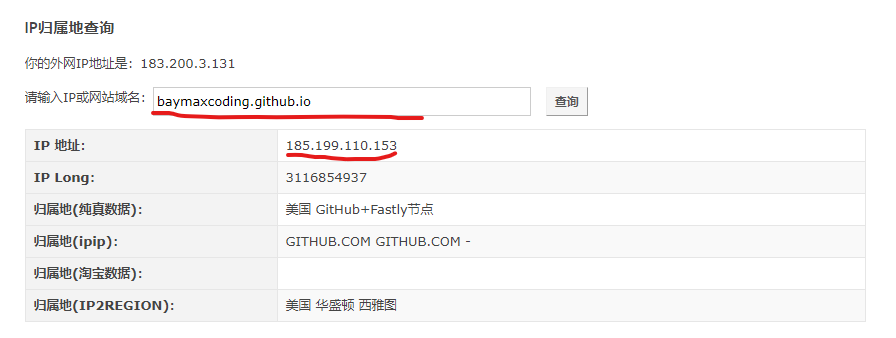 IP归属地查询
你的外网IP地址是：183.200.3.131
请输入IP或网站域名： baymaxcoding.github.io 查询
IP 地址: 185.199.110.153
IP Long: 3116854937
归属地(纯真数据): 美国 GitHub+Fastly节点
归属地(ipip): GITHUB.COM GITHUB.COM -
归属地(淘宝数据):
归属地(IP2REGION): 美国 华盛顿 西雅图